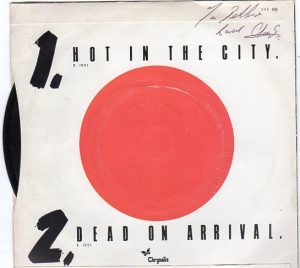 1. HOT IN THE CITY.
2. DEAD ON ARRIVAL.
Chrysalis